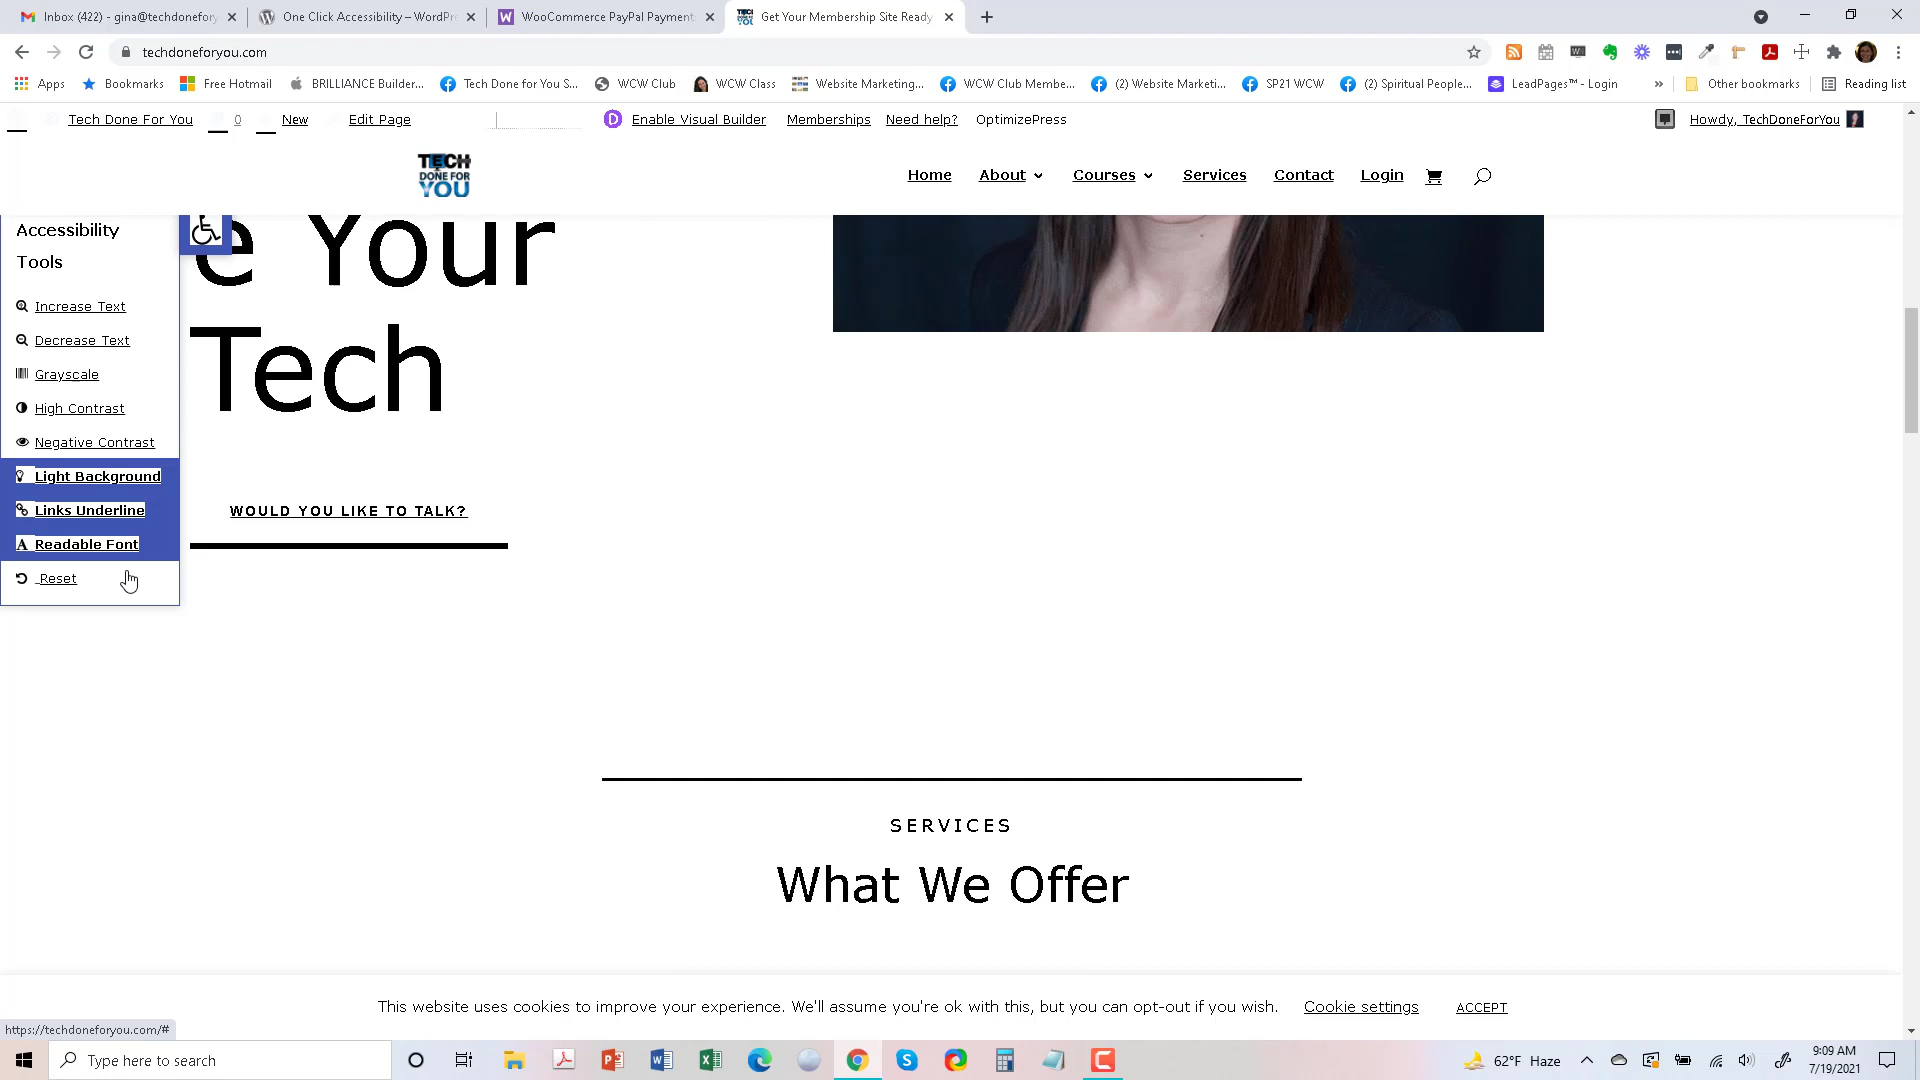 Inbox (422) - gina@techdonefory
One Click Accessibility – WordPre
WooCommerce PayPal Payment
Get Your Membership Site Ready
techdoneforyou.com
Apps
Bookmarks
Free Hotmail
BRILLIANCE Builder...
Tech Done for You S...
WCW Club
WCW Class
Website Marketing...
WCW Club Membe...
(2) Website Marketi...
SP21 WCW
(2) Spiritual People...
LeadPages™ - Login
»
Other bookmarks
Reading list
Tech Done For You
0
New
Edit Page
Enable Visual Builder
Memberships
Need help?
OptimizePress
Howdy, TechDoneForYou
TECH
DONE FOR
YOU
Home
About
Courses
Services
Contact
Login
Accessibility
Tools
Increase Text
Decrease Text
Grayscale
High Contrast
Negative Contrast
Light Background
Links Underline
Readable Font
Reset
e Your
Tech
WOULD YOU LIKE TO TALK?
SERVICES
What We Offer
This website uses cookies to improve your experience. We'll assume you're ok with this, but you can opt-out if you wish.
Cookie settings
ACCEPT
https://techdoneforyou.com/#
Type here to search
62°F Haze
9:09 AM
7/19/2021